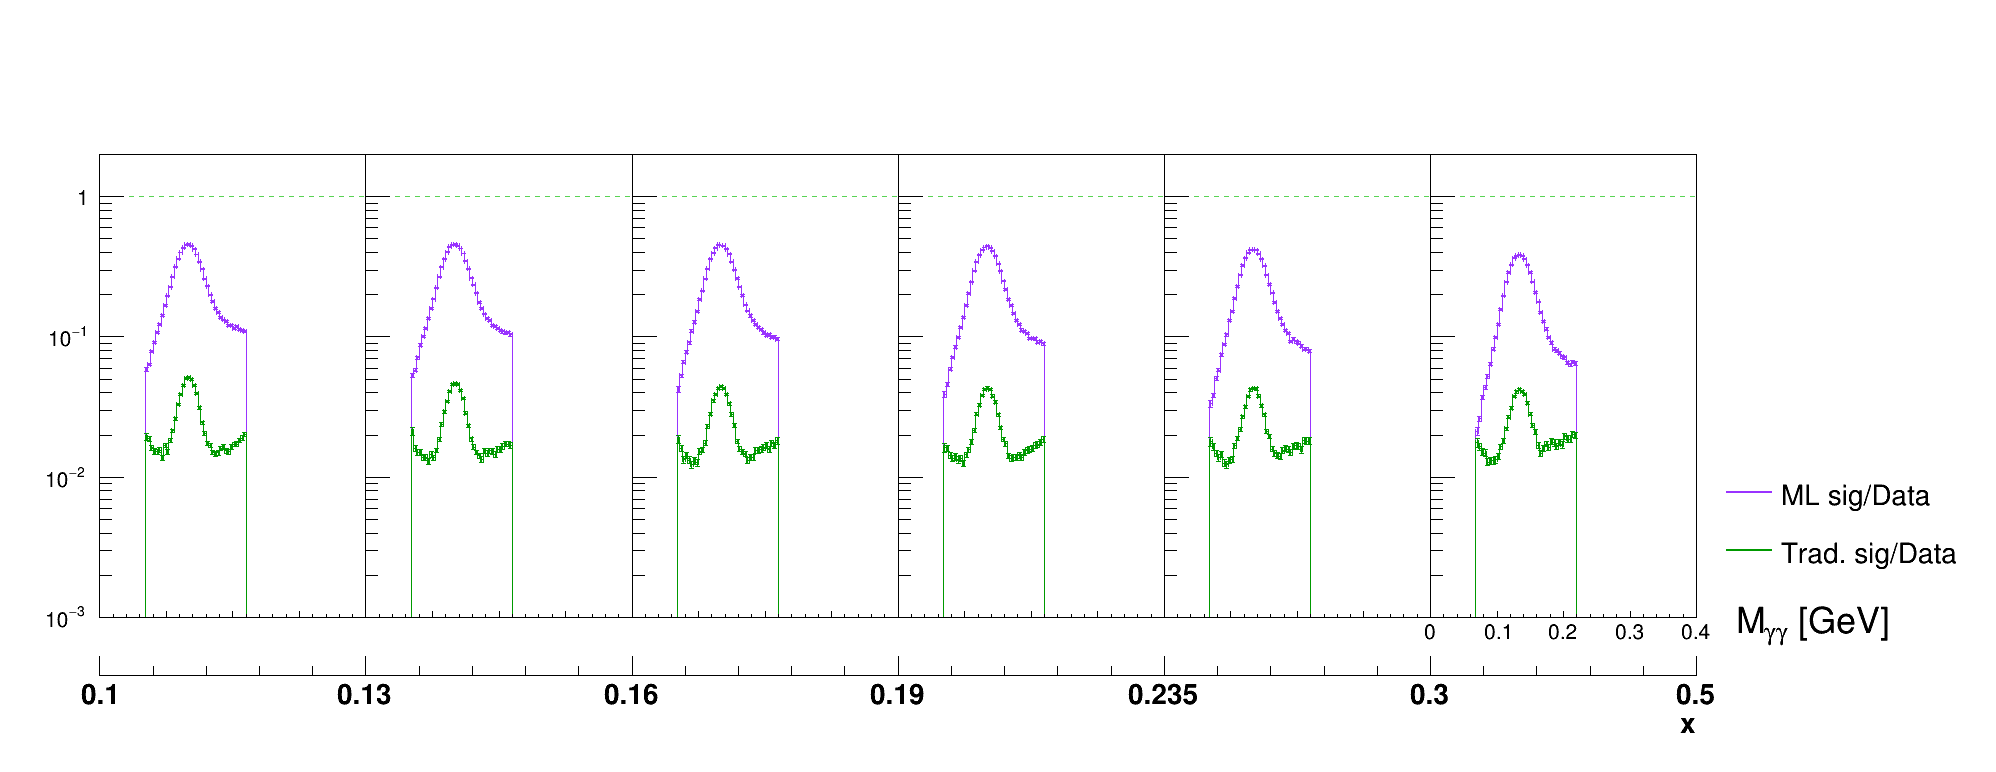 1
10⁻¹
10⁻²
10⁻³
ML sig/Data
Trad. sig/Data
0 0.1 0.2 0.3 0.4
Mγγ [GeV]
0.1 0.13 0.16 0.19 0.235 0.3 0.5
x